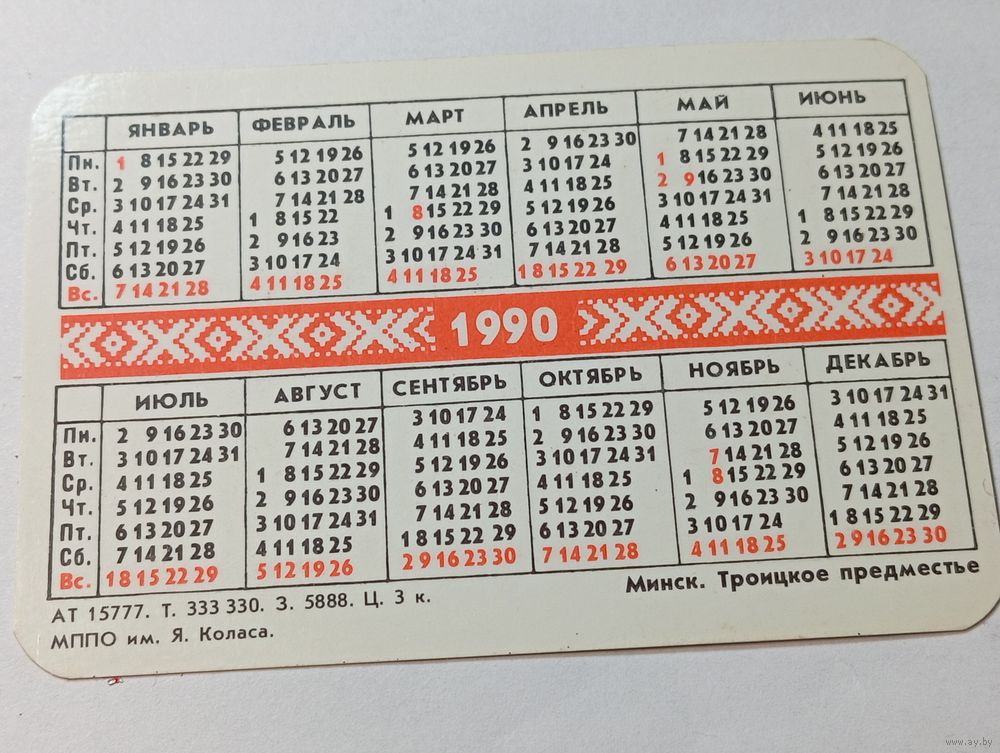 ЯНВАРЬ ФЕВРАЛЬ МАРТ АПРЕЛЬ МАЙ ИЮНЬ
Пн. 1 8 15 22 29 5 12 19 26 5 12 19 26 2 9 16 23 30 7 14 21 28 4 11 18 25
Вт. 2 9 16 23 30 6 13 20 27 6 13 20 27 3 10 17 24 1 8 15 22 29 5 12 19 26
Ср. 3 10 17 24 31 7 14 21 28 7 14 21 28 4 11 18 25 2 9 16 23 30 6 13 20 27
Чт. 4 11 18 25 1 8 15 22 1 8 15 22 29 5 12 19 26 3 10 17 24 31 7 14 21 28
Пт. 5 12 19 26 2 9 16 23 2 9 16 23 30 6 13 20 27 4 11 18 25 1 8 15 22 29
Сб. 6 13 20 27 3 10 17 24 3 10 17 24 31 7 14 21 28 5 12 19 26 2 9 16 23 30
Вс. 7 14 21 28 4 11 18 25 4 11 18 25 1 8 15 22 29 6 13 20 27 3 10 17 24
1990
ИЮЛЬ АВГУСТ СЕНТЯБРЬ ОКТЯБРЬ НОЯБРЬ ДЕКАБРЬ
Пн. 2 9 16 23 30 6 13 20 27 3 10 17 24 1 8 15 22 29 5 12 19 26 3 10 17 24 31
Вт. 3 10 17 24 31 7 14 21 28 4 11 18 25 2 9 16 23 30 6 13 20 27 4 11 18 25
Ср. 4 11 18 25 1 8 15 22 29 5 12 19 26 3 10 17 24 31 7 14 21 28 5 12 19 26
Чт. 5 12 19 26 2 9 16 23 30 6 13 20 27 4 11 18 25 1 8 15 22 29 6 13 20 27
Пт. 6 13 20 27 3 10 17 24 31 7 14 21 28 5 12 19 26 2 9 16 23 30 7 14 21 28
Сб. 7 14 21 28 4 11 18 25 1 8 15 22 29 6 13 20 27 3 10 17 24 1 8 15 22 29
Вс. 1 8 15 22 29 5 12 19 26 2 9 16 23 30 7 14 21 28 4 11 18 25 2 9 16 23 30
АТ 15777. Т. 333 330. З. 5888. Ц. 3 к.
Минск. Троицкое предместье
МППО им. Я. Коласа.
www.ay.by